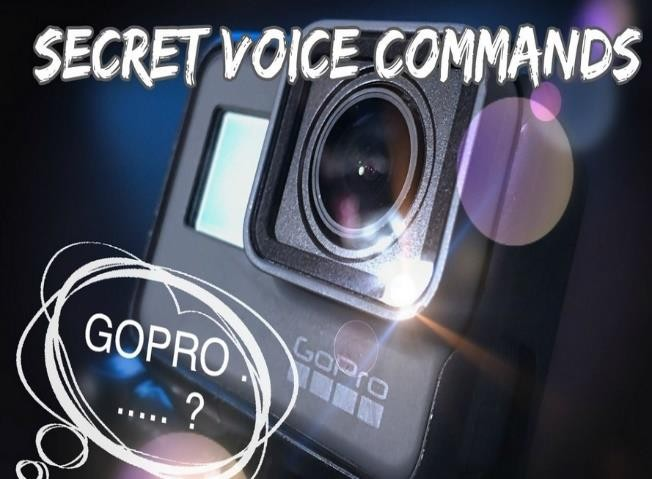 SECRET VOICE COMMANDS
GoPro
GOPRO .
..... ?